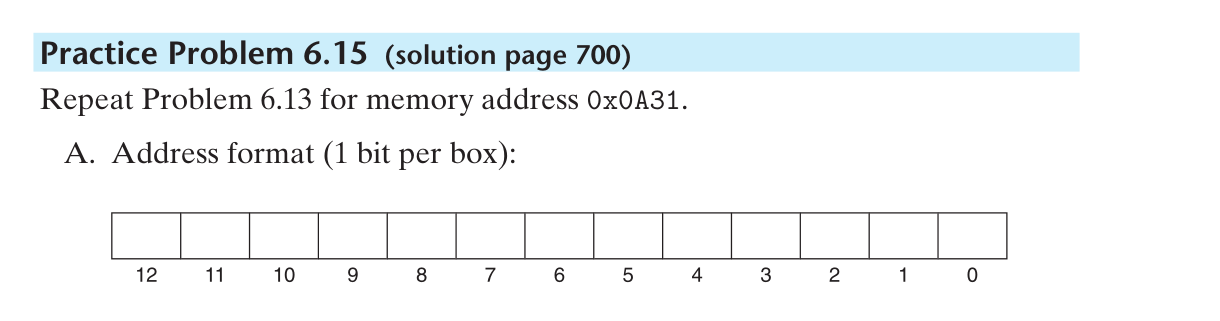 Practice Problem 6.15 (solution page 700)
Repeat Problem 6.13 for memory address 0x0A31.
A. Address format (1 bit per box):
12 11 10 9 8 7 6 5 4 3 2 1 0